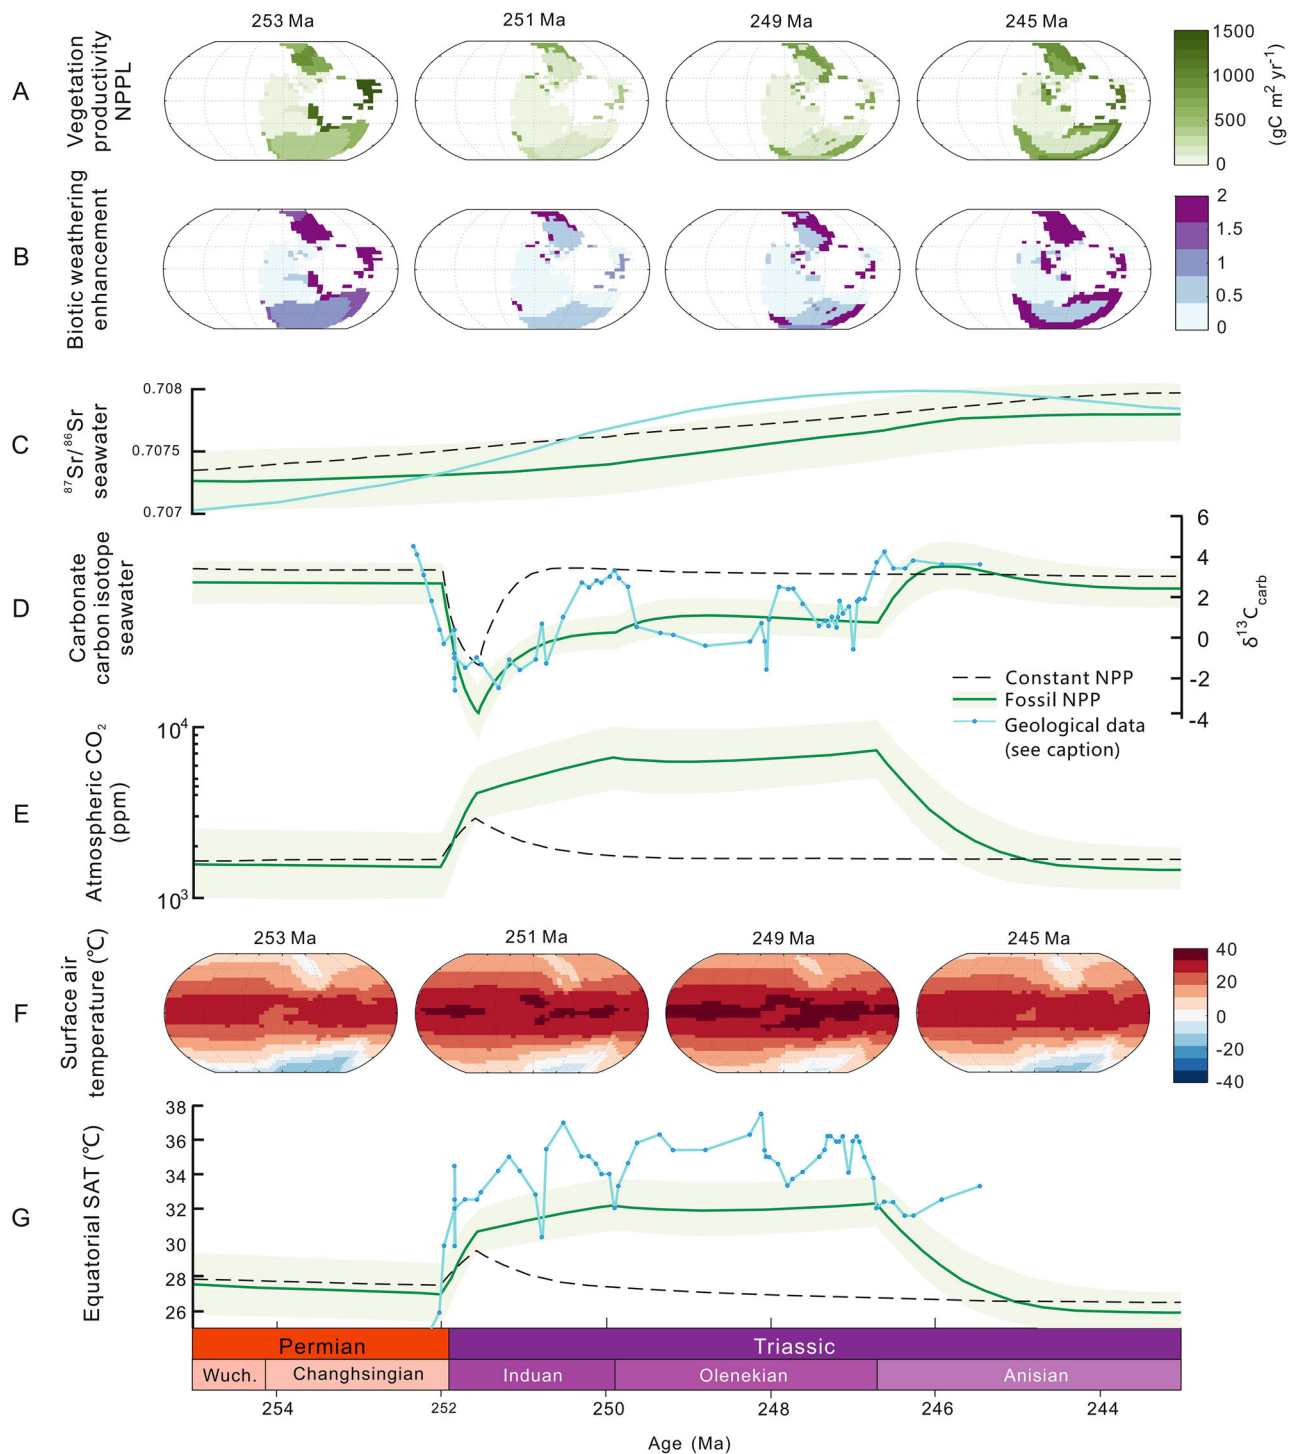 253 Ma 251 Ma 249 Ma 245 Ma
A
Vegetation
productivity
NPPL
1500
1000
500
0
(gC m² yr⁻¹)
B
Biotic weathering
enhancement
2
1.5
1
0.5
0
C
⁸⁷Sr/⁸⁶Sr
seawater
0.708
0.7075
0.707
D
Carbonate
carbon isotope
seawater
6
4
2
0
-2
-4
δ¹³C carb
Constant NPP
Fossil NPP
Geological data
(see caption)
E
Atmospheric CO₂
(ppm)
10⁴
10³
253 Ma 251 Ma 249 Ma 245 Ma
F
Surface air
temperature (℃)
40
20
0
-20
-40
G
Equatorial SAT (℃)
38
36
34
32
30
28
26
Permian Triassic
Wuch. Changhsingian Induan Olenekian Anisian
254 252 250 248 246 244
Age (Ma)